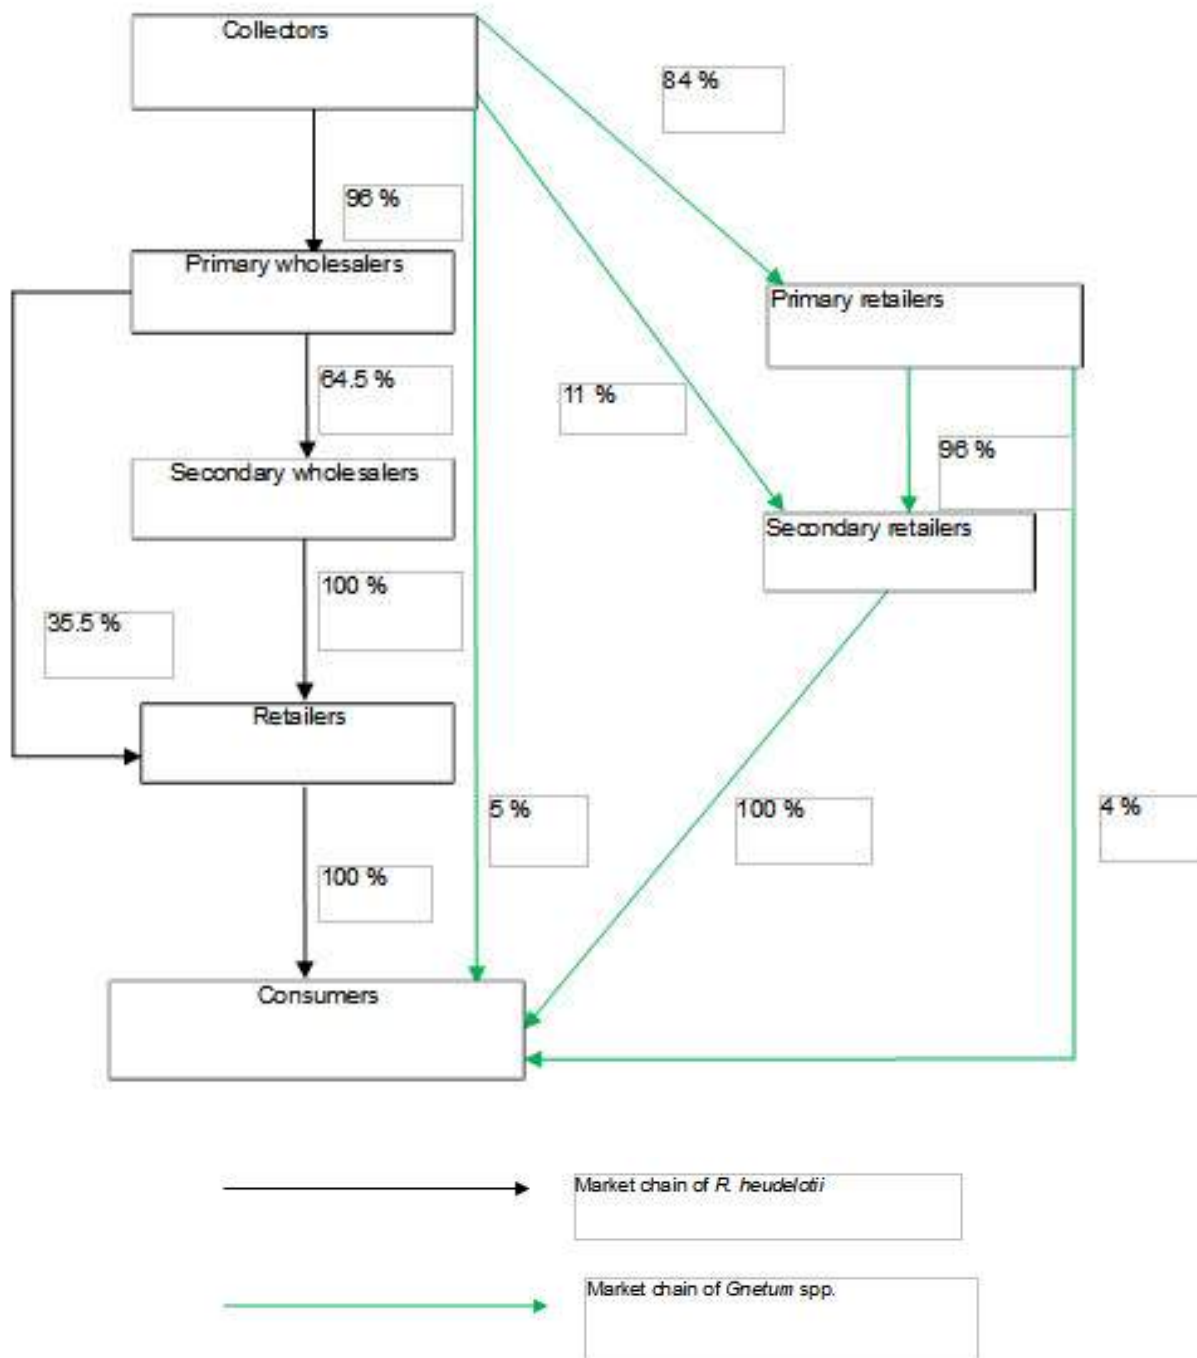 Collectors
84 %
96 %
Primary wholesalers
Primary retailers
64.5 %
11 %
96 %
Secondary wholesalers
Secondary retailers
100 %
35.5 %
Retailers
5 %
100 %
4 %
100 %
Consumers
Market chain of R. heudelotii
Market chain of Gnetum spp.